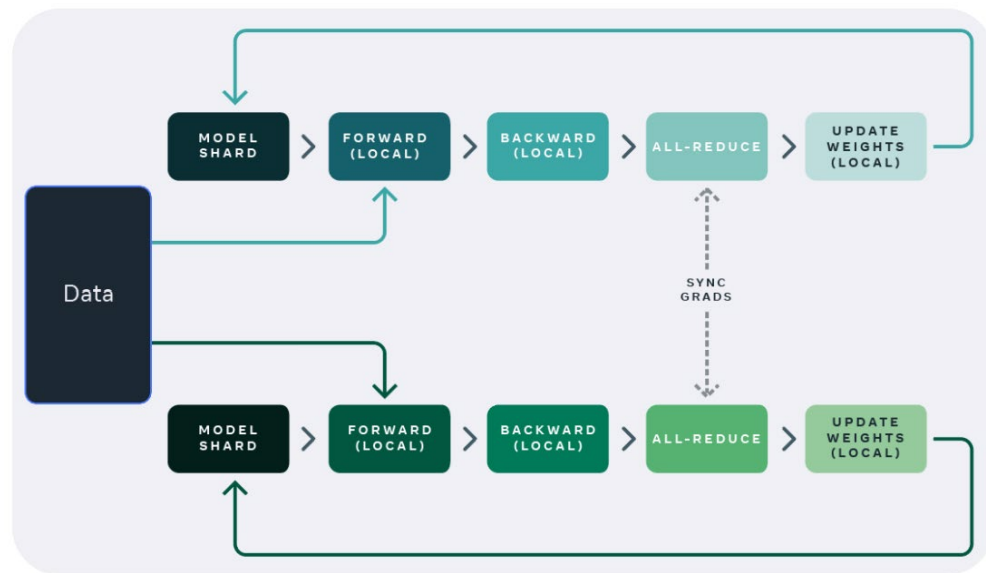 MODEL
SHARD
FORWARD
(LOCAL)
BACKWARD
(LOCAL)
ALL-REDUCE
UPDATE
WEIGHTS
(LOCAL)
Data
SYNC
GRADS
MODEL
SHARD
FORWARD
(LOCAL)
BACKWARD
(LOCAL)
ALL-REDUCE
UPDATE
WEIGHTS
(LOCAL)